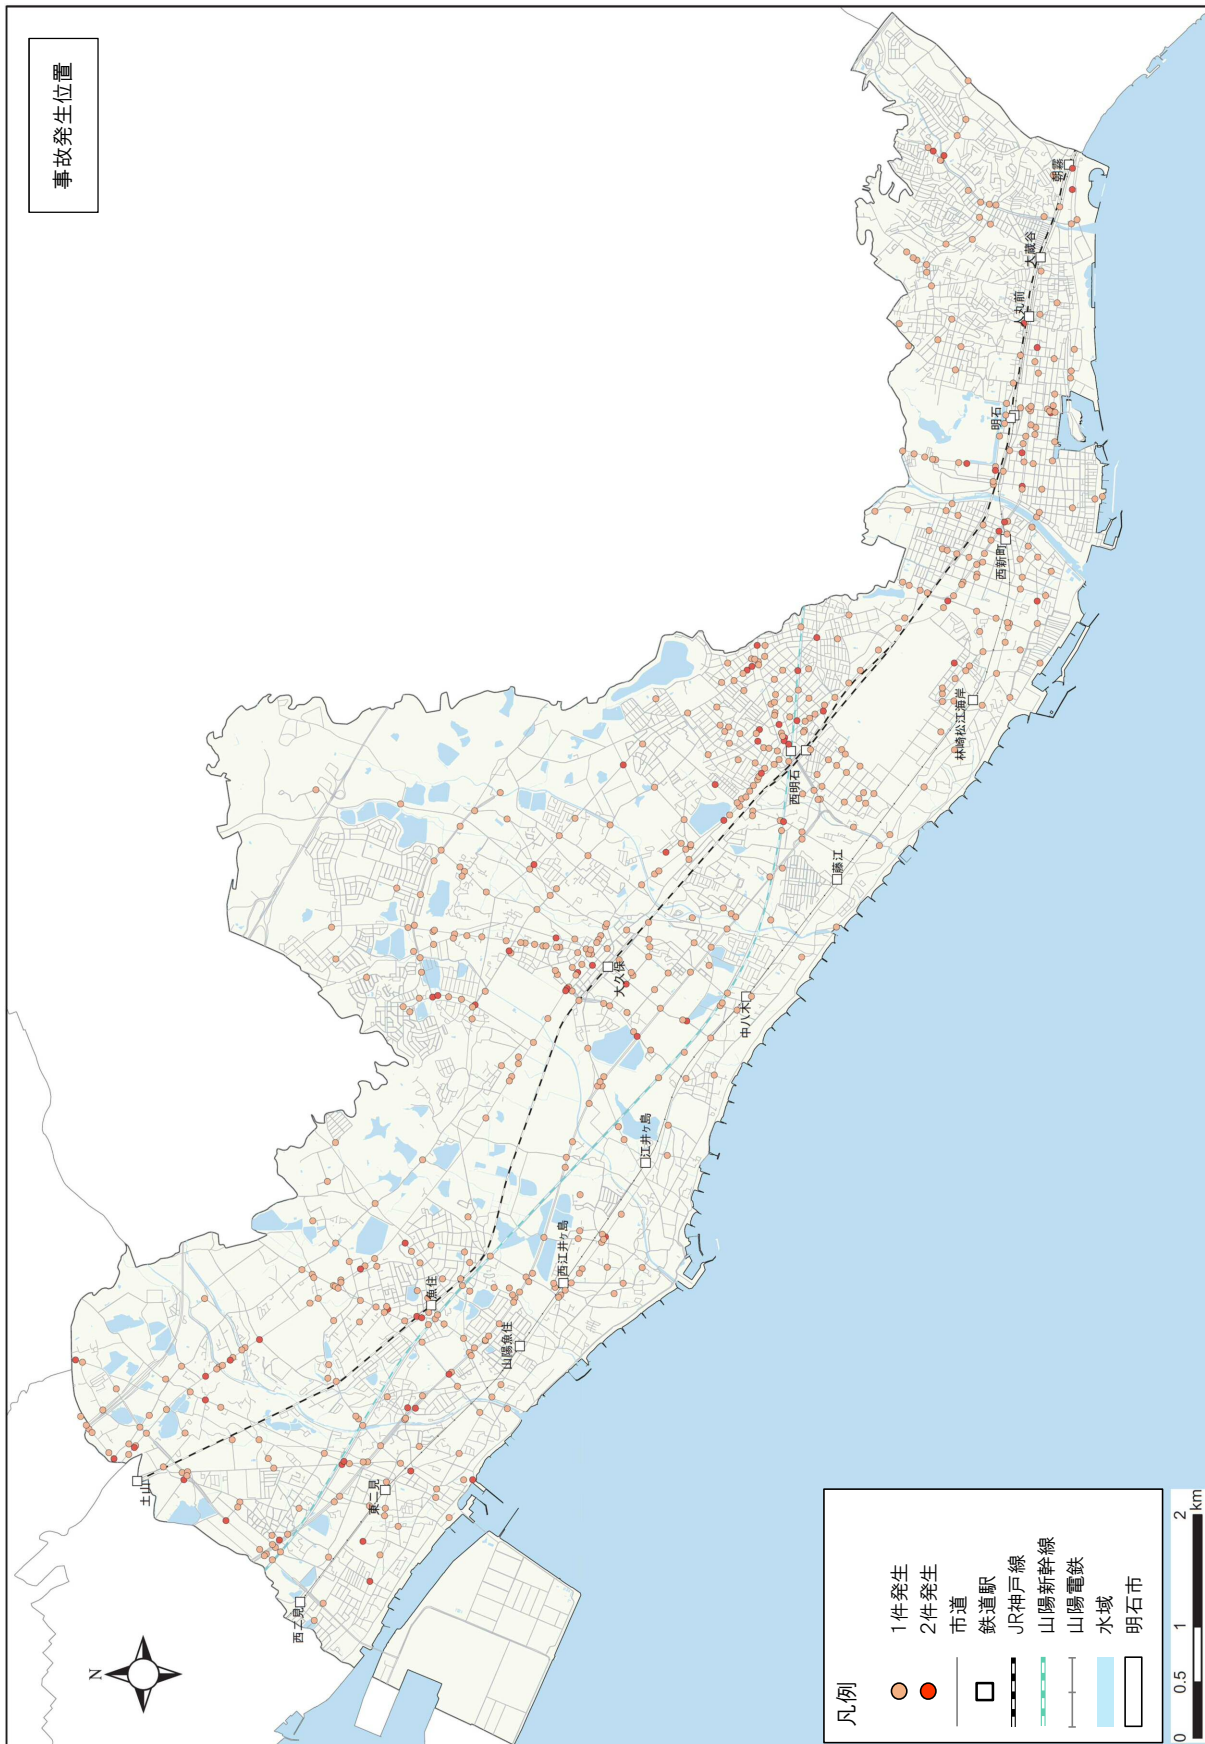 事故発生位置
N
土山
西二見
東二見
魚住
山陽魚住
西江井ヶ島
江井ヶ島
大久保
中八木
藤江
西明石
林崎松江海岸
西新町
明石
人丸前
大蔵谷
朝霧
凡例
1件発生
2件発生
市道
鉄道駅
JR神戸線
山陽新幹線
山陽電鉄
水域
明石市
0 0.5 1 2
km